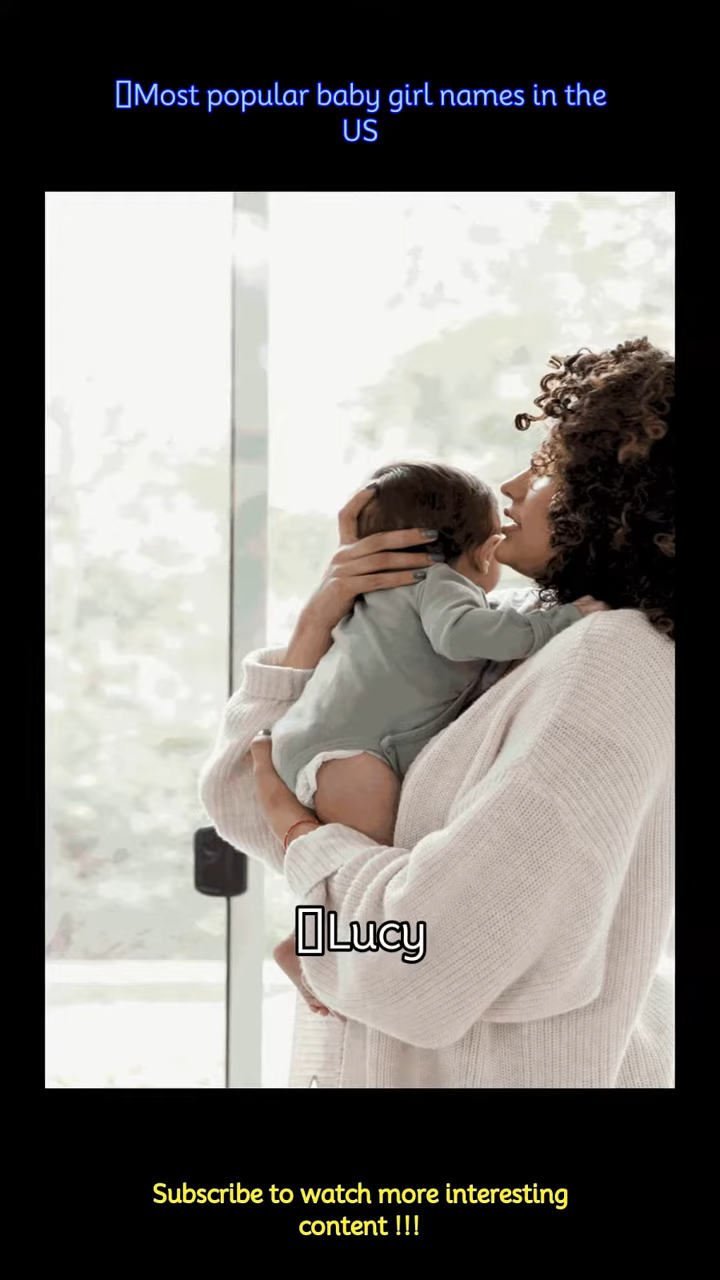 Most popular baby girl names in the
US
Lucy
Subscribe to watch more interesting
content !!!